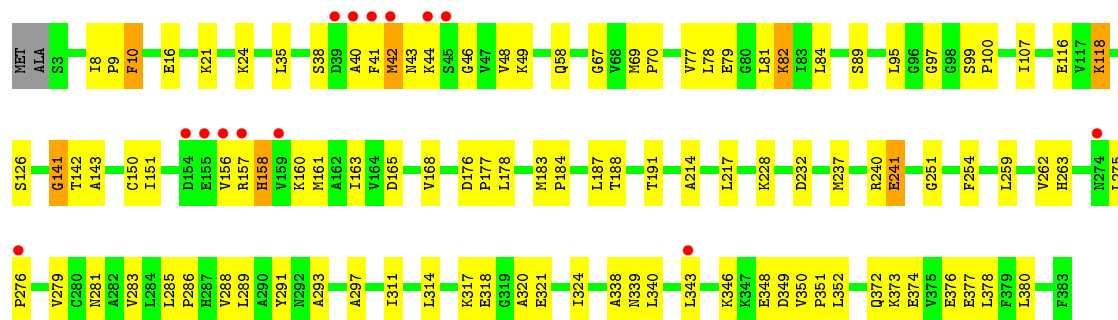 MET ALA S3 I8 P9 F10 E16 K21 K24 L35 S38 D39 A40 F41 M42 N43 K44 S45 G46 V47 V48 K49 Q58 G67 V68 M69 P70 V77 L78 E79 G80 L81 K82 I83 L84 S89 L95 G96 G97 G98 S99 P100 I107 E116 V117 K118
S126 G141 T142 A143 C150 I151 D154 E155 V156 R157 H158 V159 K160 M161 A162 I163 V164 D165 V168 D176 P177 L178 M183 P184 L187 T188 T191 A214 L217 K228 D232 M237 R240 E241 G251 F254 L259 V262 H263 N274 L275
P276 V279 C280 N281 A282 V283 L284 L285 P286 H287 V288 L289 A290 Y291 N292 A293 A297 I311 L314 K317 E318 G319 A320 E321 I324 A338 N339 L340 L343 K346 K347 E348 D349 V350 P351 L352 Q372 K373 E374 V375 E376 E377 L378 F379 L380 F383